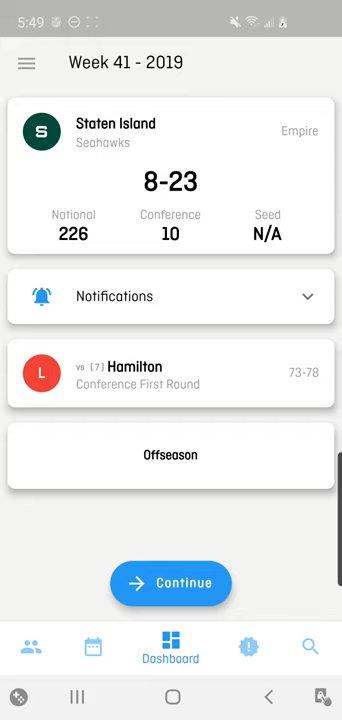 5:49
Week 41 - 2019
S
Staten Island
Empire
Seahawks
8-23
National Conference Seed
226 10 N/A
Notifications
L
vs (7) Hamilton
73-78
Conference First Round
Offseason
Continue
Dashboard